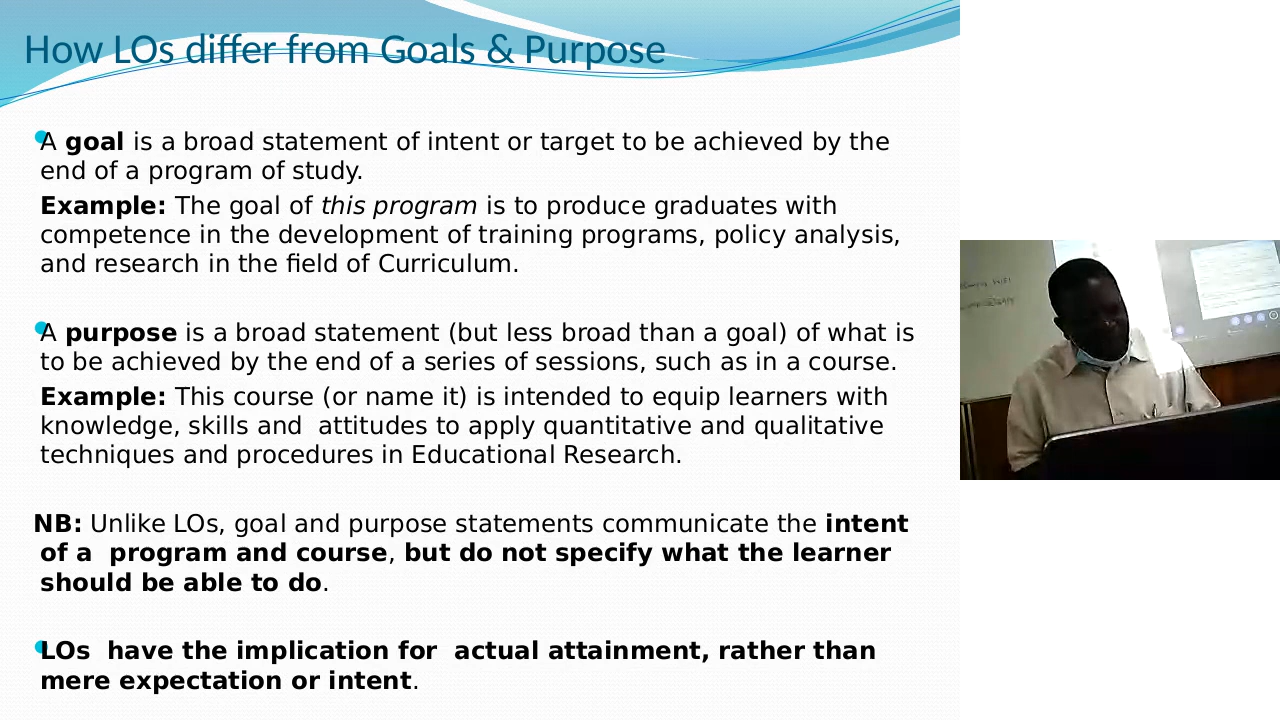 How LOs differ from Goals & Purpose
A goal is a broad statement of intent or target to be achieved by the
end of a program of study.
Example: The goal of this program is to produce graduates with
competence in the development of training programs, policy analysis,
and research in the field of Curriculum.
A purpose is a broad statement (but less broad than a goal) of what is
to be achieved by the end of a series of sessions, such as in a course.
Example: This course (or name it) is intended to equip learners with
knowledge, skills and  attitudes to apply quantitative and qualitative
techniques and procedures in Educational Research.
NB: Unlike LOs, goal and purpose statements communicate the intent
of a  program and course, but do not specify what the learner
should be able to do.
LOs  have the implication for  actual attainment, rather than
mere expectation or intent.